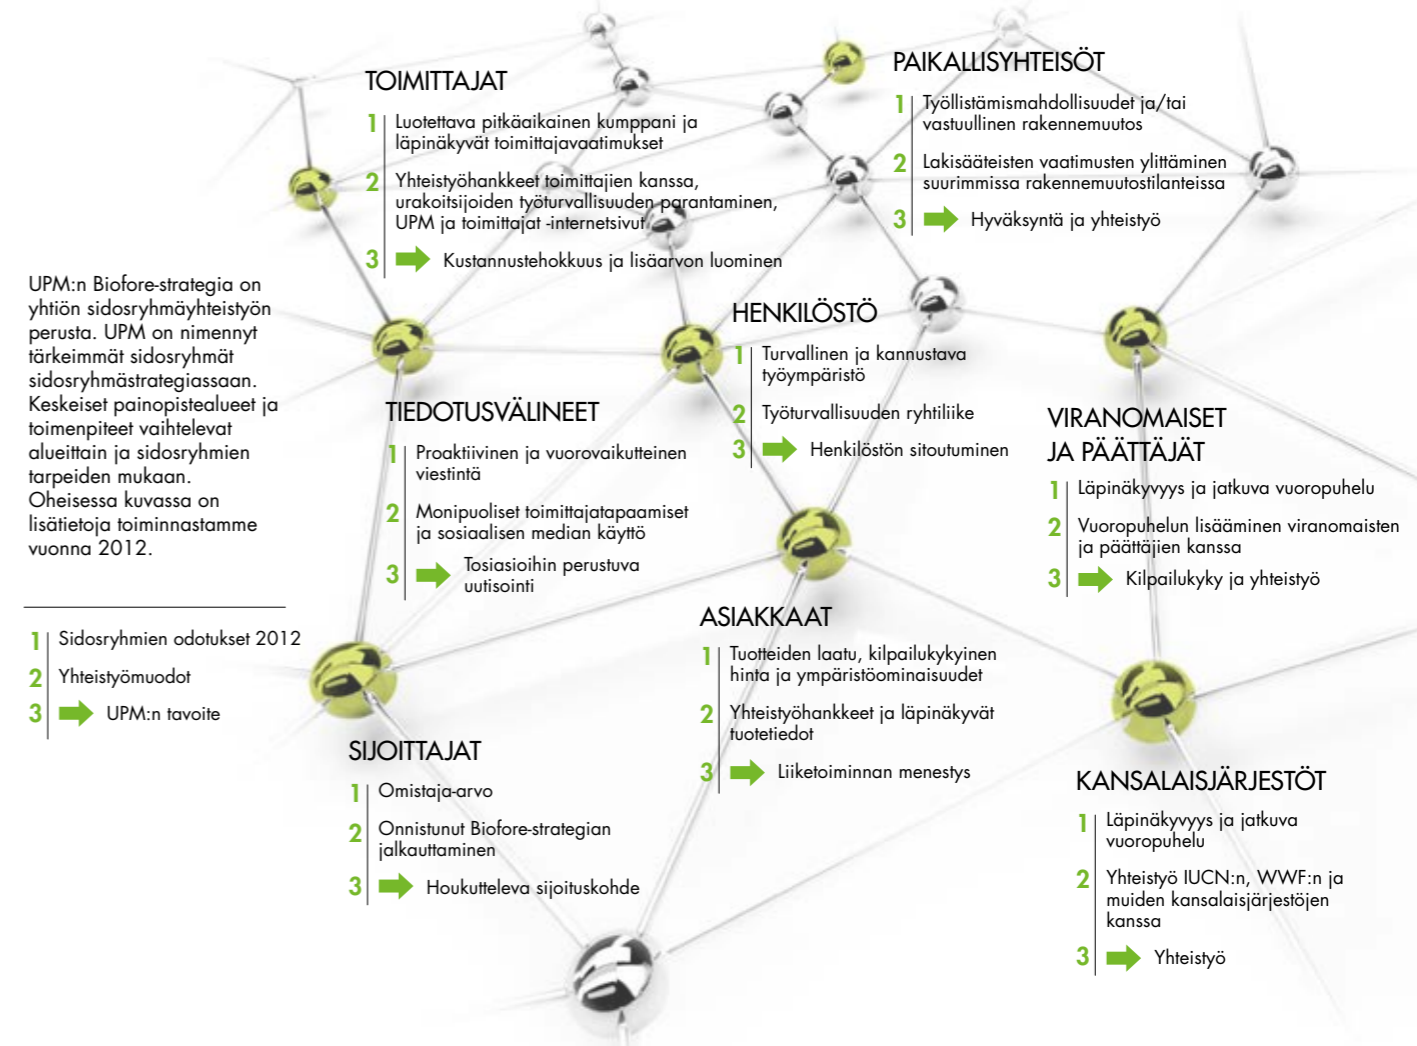 UPM:n Biofore-strategia on
yhtiön sidosryhmäyhteistyön
perusta. UPM on nimennyt
tärkeimmät sidosryhmät
sidosryhmästrategiassaan.
Keskeiset painopistealueet ja
toimenpiteet vaihtelevat
alueittain ja sidosryhmien
tarpeiden mukaan.
Oheisessa kuvassa on
lisätietoja toiminnastamme
vuonna 2012.
1 Sidosryhmien odotukset 2012
2 Yhteistyömuodot
3 UPM:n tavoite
TOIMITTAJAT
1 Luotettava pitkäaikainen kumppani ja
läpinäkyvät toimittajavaatimukset
2 Yhteistyöhankkeet toimittajien kanssa,
urakoitsijoiden työturvallisuuden parantaminen,
UPM ja toimittajat -internetsivut
3 Kustannustehokkuus ja lisäarvon luominen
PAIKALLISYHTEISÖT
1 Työllistämismahdollisuudet ja/tai
vastuullinen rakennemuutos
2 Lakisääteisten vaatimusten ylittäminen
suurimmissa rakennemuutostilanteissa
3 Hyväksyntä ja yhteistyö
HENKILÖSTÖ
1 Turvallinen ja kannustava
työympäristö
2 Työturvallisuuden ryhtiliike
3 Henkilöstön sitoutuminen
TIEDOTUSVÄLINEET
1 Proaktiivinen ja vuorovaikutteinen
viestintä
2 Monipuoliset toimittajatapaamiset
ja sosiaalisen median käyttö
3 Tosiasioihin perustuva
uutisointi
VIRANOMAISET
JA PÄÄTTÄJÄT
1 Läpinäkyvyys ja jatkuva vuoropuhelu
2 Vuoropuhelun lisääminen viranomaisten
ja päättäjien kanssa
3 Kilpailukyky ja yhteistyö
ASIAKKAAT
1 Tuotteiden laatu, kilpailukykyinen
hinta ja ympäristöominaisuudet
2 Yhteistyöhankkeet ja läpinäkyvät
tuotetiedot
3 Liiketoiminnan menestys
SIJOITTAJAT
1 Omistaja-arvo
2 Onnistunut Biofore-strategian
jalkauttaminen
3 Houkutteleva sijoituskohde
KANSALAISJÄRJESTÖT
1 Läpinäkyvyys ja jatkuva
vuoropuhelu
2 Yhteistyö IUCN:n, WWF:n ja
muiden kansalaisjärjestöjen
kanssa
3 Yhteistyö